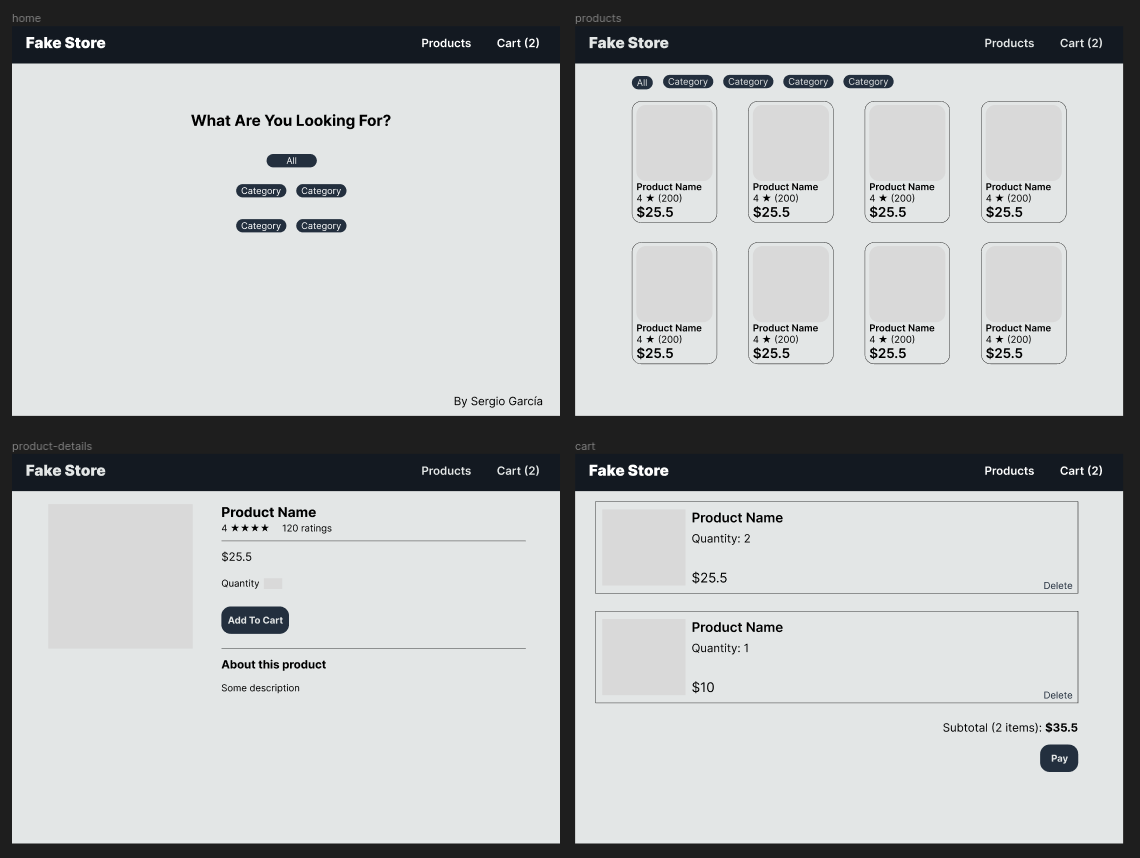 home
Fake Store Products Cart (2)
What Are You Looking For?
All
Category Category
Category Category
By Sergio García
products
Fake Store Products Cart (2)
All Category Category Category Category
Product Name Product Name Product Name Product Name
4 ★ (200) 4 ★ (200) 4 ★ (200) 4 ★ (200)
$25.5 $25.5 $25.5 $25.5
Product Name Product Name Product Name Product Name
4 ★ (200) 4 ★ (200) 4 ★ (200) 4 ★ (200)
$25.5 $25.5 $25.5 $25.5
product-details
Fake Store Products Cart (2)
Product Name
4 ★★★★ 120 ratings
$25.5
Quantity
Add To Cart
About this product
Some description
cart
Fake Store Products Cart (2)
Product Name
Quantity: 2
$25.5
Delete
Product Name
Quantity: 1
$10
Delete
Subtotal (2 items): $35.5
Pay